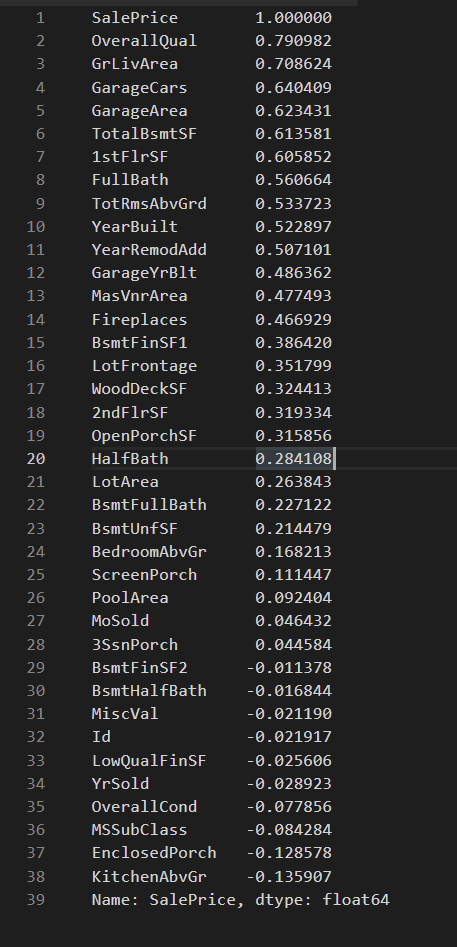 1 SalePrice 1.000000
2 OverallQual 0.790982
3 GrLivArea 0.708624
4 GarageCars 0.640409
5 GarageArea 0.623431
6 TotalBsmtSF 0.613581
7 1stFlrSF 0.605852
8 FullBath 0.560664
9 TotRmsAbvGrd 0.533723
10 YearBuilt 0.522897
11 YearRemodAdd 0.507101
12 GarageYrBlt 0.486362
13 MasVnrArea 0.477493
14 Fireplaces 0.466929
15 BsmtFinSF1 0.386420
16 LotFrontage 0.351799
17 WoodDeckSF 0.324413
18 2ndFlrSF 0.319334
19 OpenPorchSF 0.315856
20 HalfBath 0.284108
21 LotArea 0.263843
22 BsmtFullBath 0.227122
23 BsmtUnfSF 0.214479
24 BedroomAbvGr 0.168213
25 ScreenPorch 0.111447
26 PoolArea 0.092404
27 MoSold 0.046432
28 3SsnPorch 0.044584
29 BsmtFinSF2 -0.011378
30 BsmtHalfBath -0.016844
31 MiscVal -0.021190
32 Id -0.021917
33 LowQualFinSF -0.025606
34 YrSold -0.028923
35 OverallCond -0.077856
36 MSSubClass -0.084284
37 EnclosedPorch -0.128578
38 KitchenAbvGr -0.135907
39 Name: SalePrice, dtype: float64